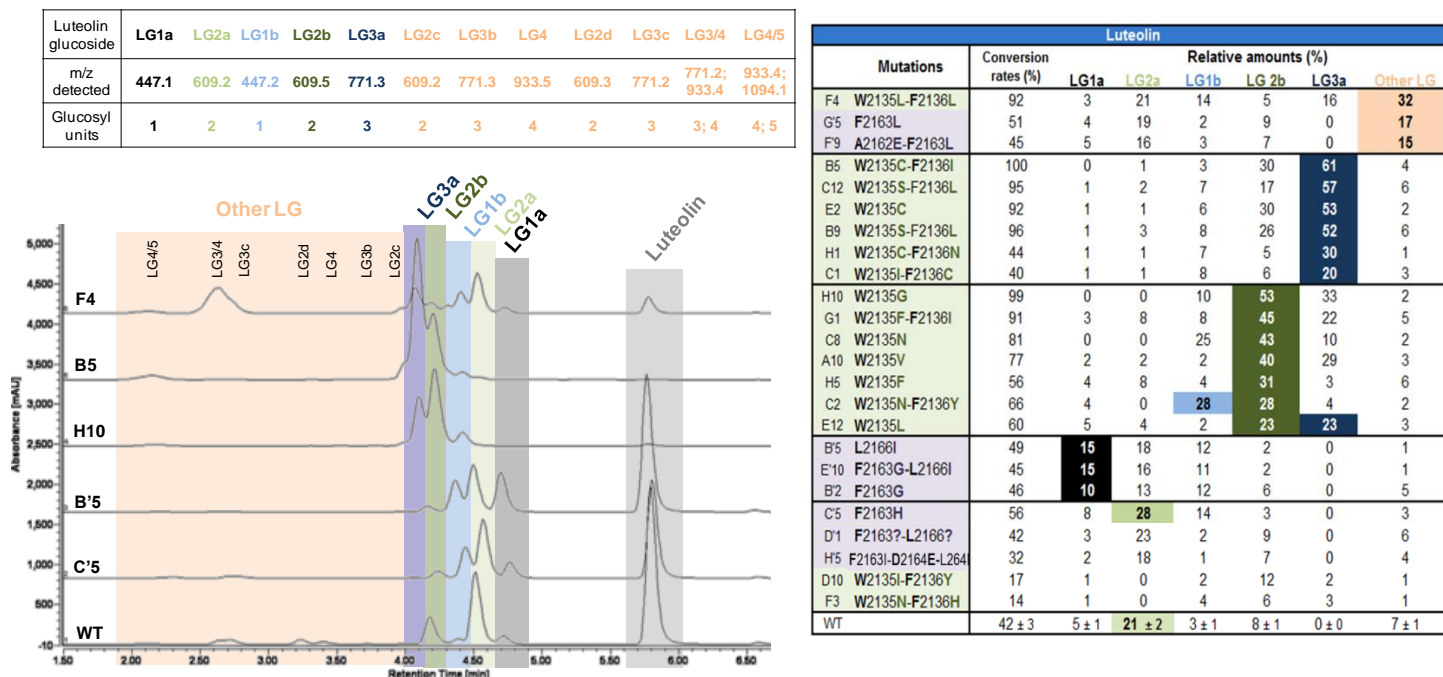 Luteolin glucoside LG1a LG2a LG1b LG2b LG3a LG2c LG3b LG4 LG2d LG3c LG3/4 LG4/5
m/z detected 447.1 609.2 447.2 609.5 771.3 609.2 771.3 933.5 609.3 771.2 771.2; 933.4 933.4; 1094.1
Glucosyl units 1 2 1 2 3 2 3 4 2 3 3; 4 4; 5
Other LG
LG3a
LG2b
LG1b
LG2a
LG1a
Luteolin
LG4/5
LG3/4
LG3c
LG2d
LG4
LG3b
LG2c
F4
B5
H10
B'5
C'5
WT
Absorbance [mAU]
5,000
4,500
4,000
3,500
3,000
2,500
2,000
1,500
1,000
500
-10
1.50 2.00 2.50 3.00 3.50 4.00 4.50 5.00 5.50 6.00 6.50
Retention Time [min]
Luteolin
Mutations Conversion rates (%) Relative amounts (%)
LG1a LG2a LG1b LG 2b LG3a Other LG
F4 W2135L-F2136L 92 3 21 14 5 16 32
G'5 F2163L 51 4 19 2 9 0 17
F'9 A2162E-F2163L 45 5 16 3 7 0 15
B5 W2135C-F2136I 100 0 1 3 30 61 4
C12 W2135S-F2136L 95 1 2 7 17 57 6
E2 W2135C 92 1 1 6 30 53 2
B9 W2135S-F2136L 96 1 3 8 26 52 6
H1 W2135C-F2136N 44 1 1 7 5 30 1
C1 W2135I-F2136C 40 1 1 8 6 20 3
H10 W2135G 99 0 0 10 53 33 2
G1 W2135F-F2136I 91 3 8 8 45 22 5
C8 W2135N 81 0 0 25 43 10 2
A10 W2135V 77 2 2 2 40 29 3
H5 W2135F 56 4 8 4 31 3 6
C2 W2135N-F2136Y 66 4 0 28 28 4 2
E12 W2135L 60 5 4 2 23 23 3
B'5 L2166I 49 15 18 12 2 0 1
E'10 F2163G-L2166I 45 15 16 11 2 0 1
B'2 F2163G 46 10 13 12 6 0 5
C'5 F2163H 56 8 28 14 3 0 3
D'1 F2163?-L2166? 42 3 23 2 9 0 6
H'5 F2163I-D2164E-L264I 32 2 18 1 7 0 4
D10 W2135I-F2136Y 17 1 0 2 12 2 1
F3 W2135N-F2136H 14 1 0 4 6 3 1
WT 42 ± 3 5 ± 1 21 ± 2 3 ± 1 8 ± 1 0 ± 0 7 ± 1